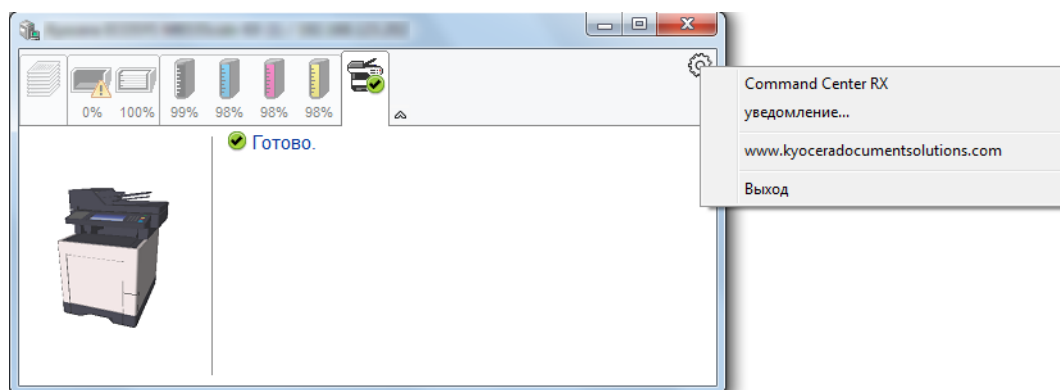 0% 100% 99% 98% 98% 98%
Готово.
Command Center RX
уведомление...
www.kyoceradocumentsolutions.com
Выход